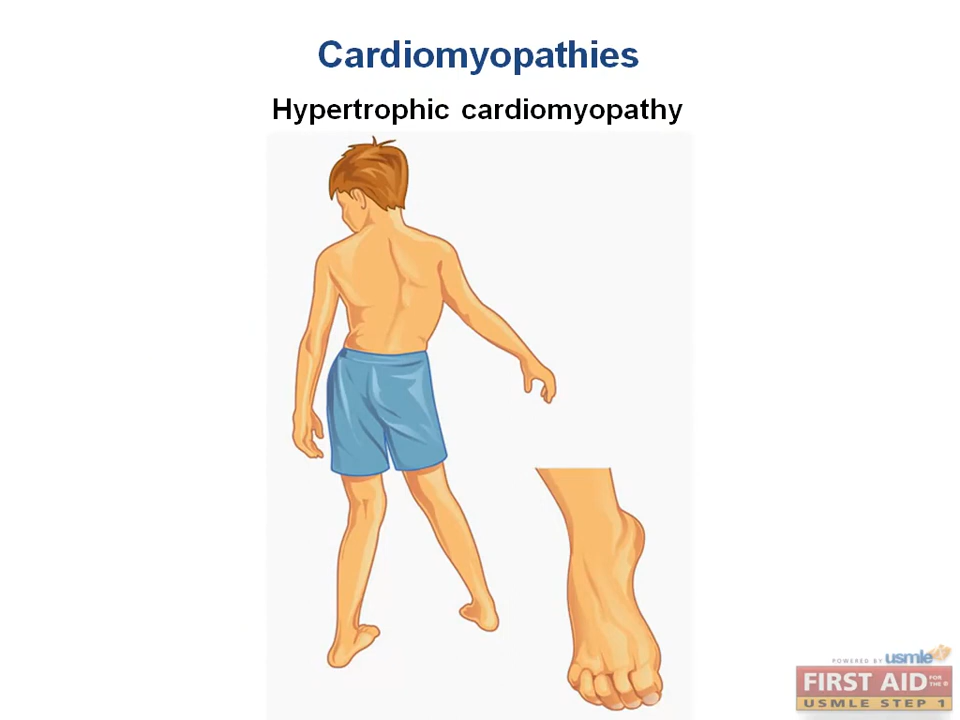 Cardiomyopathies
Hypertrophic cardiomyopathy
POWERED BY usmle
FIRST AID FOR THE®
USMLE STEP 1